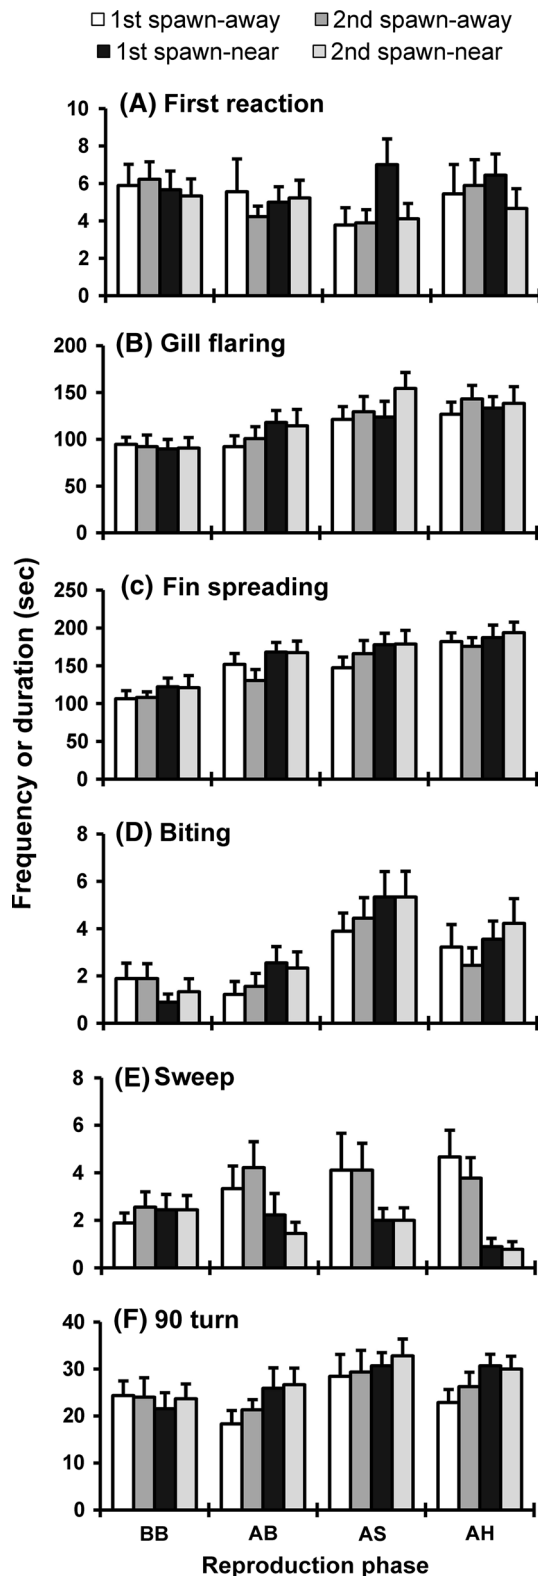 1st spawn-away 2nd spawn-away
1st spawn-near 2nd spawn-near
(A) First reaction
10
8
6
4
2
0
(B) Gill flaring
200
150
100
50
0
(c) Fin spreading
250
200
150
100
50
0
(D) Biting
8
6
4
2
0
(E) Sweep
8
6
4
2
0
(F) 90 turn
40
30
20
10
0
Frequency or duration (sec)
BB AB AS AH
Reproduction phase